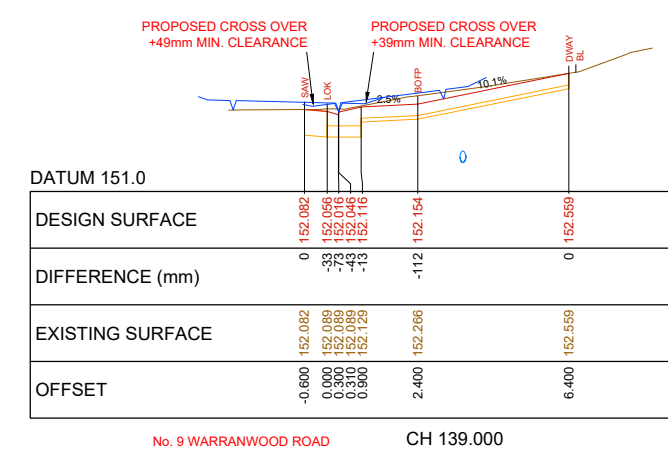 PROPOSED CROSS OVER
+49mm MIN. CLEARANCE
PROPOSED CROSS OVER
+39mm MIN. CLEARANCE
SAW
LOK
2.5%
BOFP
10.1%
DWAY
BL
DATUM 151.0
DESIGN SURFACE
152.082
152.056
152.016
152.046
152.116
152.154
152.559
DIFFERENCE (mm)
0
-33
-73
-43
-13
-112
0
EXISTING SURFACE
152.082
152.089
152.089
152.089
152.129
152.266
152.559
OFFSET
-0.600
0.000
0.300
0.310
0.900
2.400
6.400
No. 9 WARRANWOOD ROAD
CH 139.000